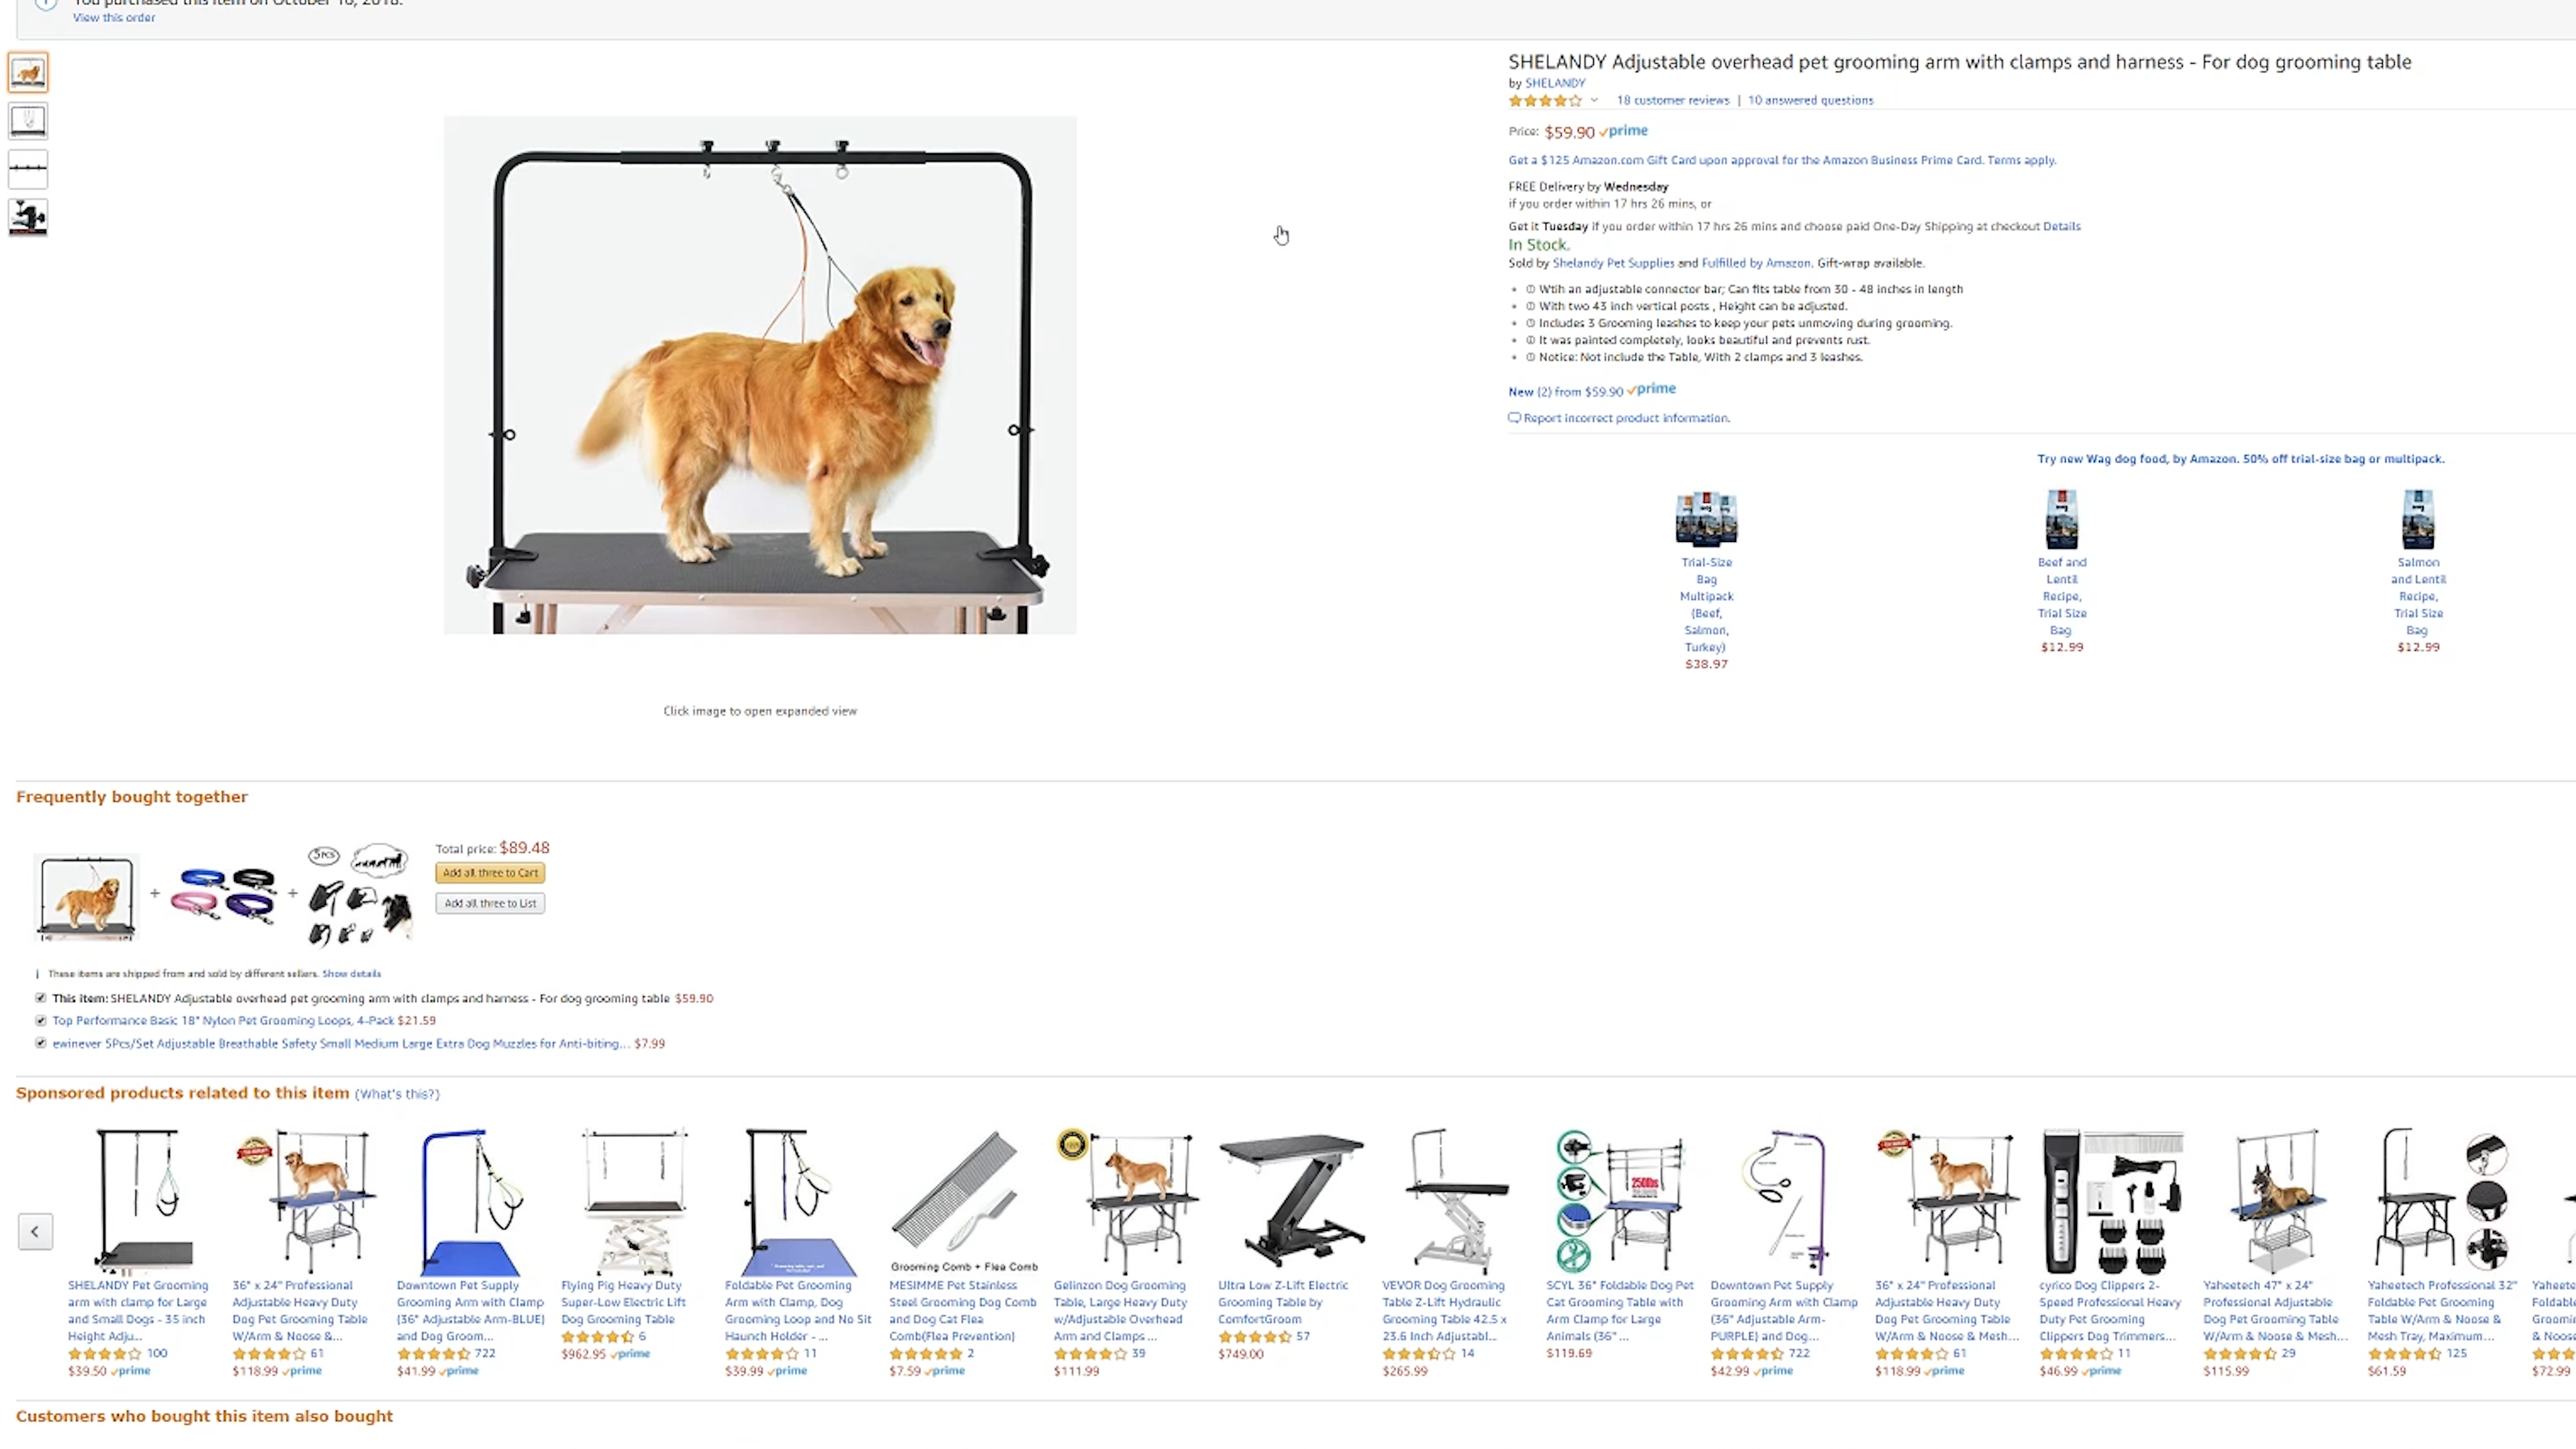 View this order
SHELANDY Adjustable overhead pet grooming arm with clamps and harness - For dog grooming table
by SHELANDY
18 customer reviews | 10 answered questions
Price: $59.90 prime
Get a $125 Amazon.com Gift Card upon approval for the Amazon Business Prime Card. Terms apply.
FREE Delivery by Wednesday
if you order within 17 hrs 26 mins, or
Get it Tuesday if you order within 17 hrs 26 mins and choose paid One-Day Shipping at checkout Details
In Stock.
Sold by Shelandy Pet Supplies and Fulfilled by Amazon. Gift-wrap available.
Wtih an adjustable connector bar; Can fits table from 30 - 48 inches in length
With two 43 inch vertical posts , Height can be adjusted.
Includes 3 Grooming leashes to keep your pets unmoving during grooming.
It was painted completely, looks beautiful and prevents rust.
Notice: Not include the Table, With 2 clamps and 3 leashes.
New (2) from $59.90 prime
Report incorrect product information.
Try new Wag dog food, by Amazon. 50% off trial-size bag or multipack.
Trial-Size
Bag
Multipack
(Beef,
Salmon,
Turkey)
$38.97
Beef and
Lentil
Recipe,
Trial Size
Bag
$12.99
Salmon
and Lentil
Recipe,
Trial Size
Bag
$12.99
Click image to open expanded view
Frequently bought together
5PCS
Total price: $89.48
Add all three to Cart
Add all three to List
These items are shipped from and sold by different sellers. Show details
This item: SHELANDY Adjustable overhead pet grooming arm with clamps and harness - For dog grooming table $59.90
Top Performance Basic 18" Nylon Pet Grooming Loops, 4-Pack $21.59
ewinever 5Pcs/Set Adjustable Breathable Safety Small Medium Large Extra Dog Muzzles for Anti-biting... $7.99
Sponsored products related to this item (What's this?)
SHELANDY Pet Grooming
arm with clamp for Large
and Small Dogs - 35 inch
Height Adju...
100
$39.50 prime
36" x 24" Professional
Adjustable Heavy Duty
Dog Pet Grooming Table
W/Arm & Noose &...
61
$118.99 prime
Downtown Pet Supply
Grooming Arm with Clamp
(36" Adjustable Arm-BLUE)
and Dog Groom...
722
$41.99 prime
Flying Pig Heavy Duty
Super-Low Electric Lift
Dog Grooming Table
6
$962.95 prime
Foldable Pet Grooming
Arm with Clamp, Dog
Grooming Loop and No Sit
Haunch Holder - ...
11
$39.99 prime
Grooming Comb + Flea Comb
MESIMME Pet Stainless
Steel Grooming Dog Comb
and Dog Cat Flea
Comb(Flea Prevention)
2
$7.59 prime
Gelinzon Dog Grooming
Table, Large Heavy Duty
w/Adjustable Overhead
Arm and Clamps ...
39
$111.99
Ultra Low Z-Lift Electric
Grooming Table by
ComfortGroom
57
$749.00
VEVOR Dog Grooming
Table Z-Lift Hydraulic
Grooming Table 42.5 x
23.6 Inch Adjustabl...
14
$265.99
250lbs
SCYL 36" Foldable Dog Pet
Cat Grooming Table with
Arm Clamp for Large
Animals (36" ...
$119.69
Downtown Pet Supply
Grooming Arm with Clamp
(36" Adjustable Arm-
PURPLE) and Dog...
722
$42.99 prime
36" x 24" Professional
Adjustable Heavy Duty
Dog Pet Grooming Table
W/Arm & Noose & Mesh...
61
$118.99 prime
cyrico Dog Clippers 2-
Speed Professional Heavy
Duty Pet Grooming
Clippers Dog Trimmers...
11
$46.99 prime
Yaheetech 47" x 24"
Professional Adjustable
Dog Pet Grooming Table
W/Arm & Noose & Mesh...
29
$115.99
Yaheetech Professional 32"
Foldable Pet Grooming
Table W/Arm & Noose &
Mesh Tray, Maximum...
125
$61.59
$72.99
Customers who bought this item also bought